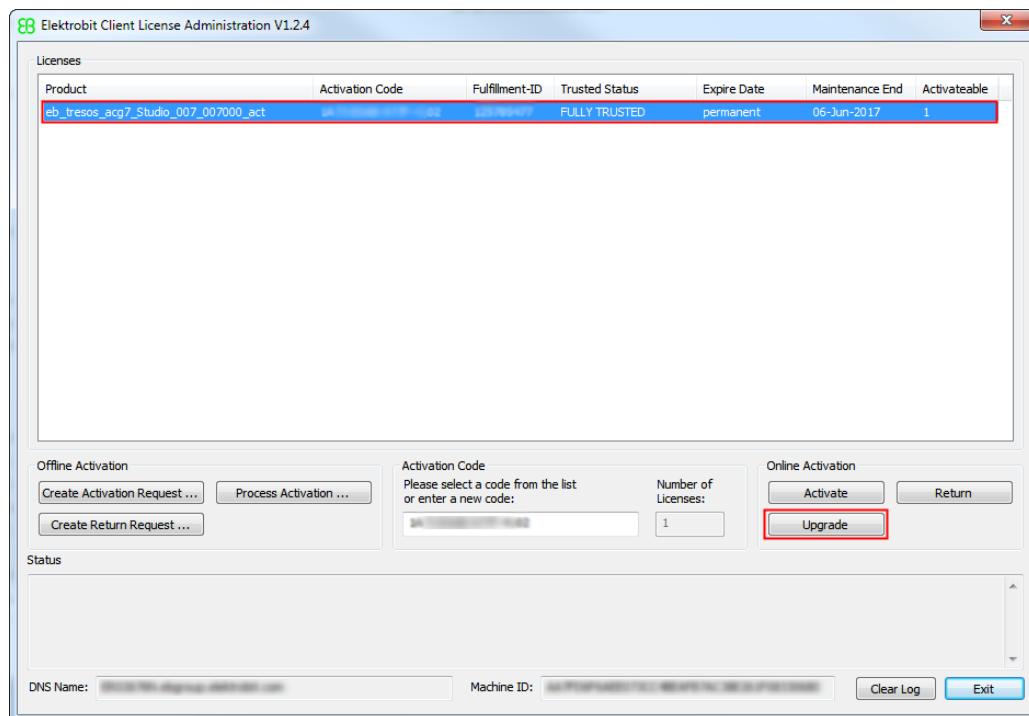 EB Elektrobit Client License Administration V1.2.4
Licenses
Product Activation Code Fulfillment-ID Trusted Status Expire Date Maintenance End Activateable
eb_tresos_acg7_Studio_007_007000_act FULLY TRUSTED permanent 06-Jun-2017 1
Offline Activation
Create Activation Request ... Process Activation ...
Create Return Request ...
Activation Code
Please select a code from the list
or enter a new code:
Number of
Licenses:
1
Online Activation
Activate Return
Upgrade
Status
DNS Name: Machine ID: Clear Log Exit